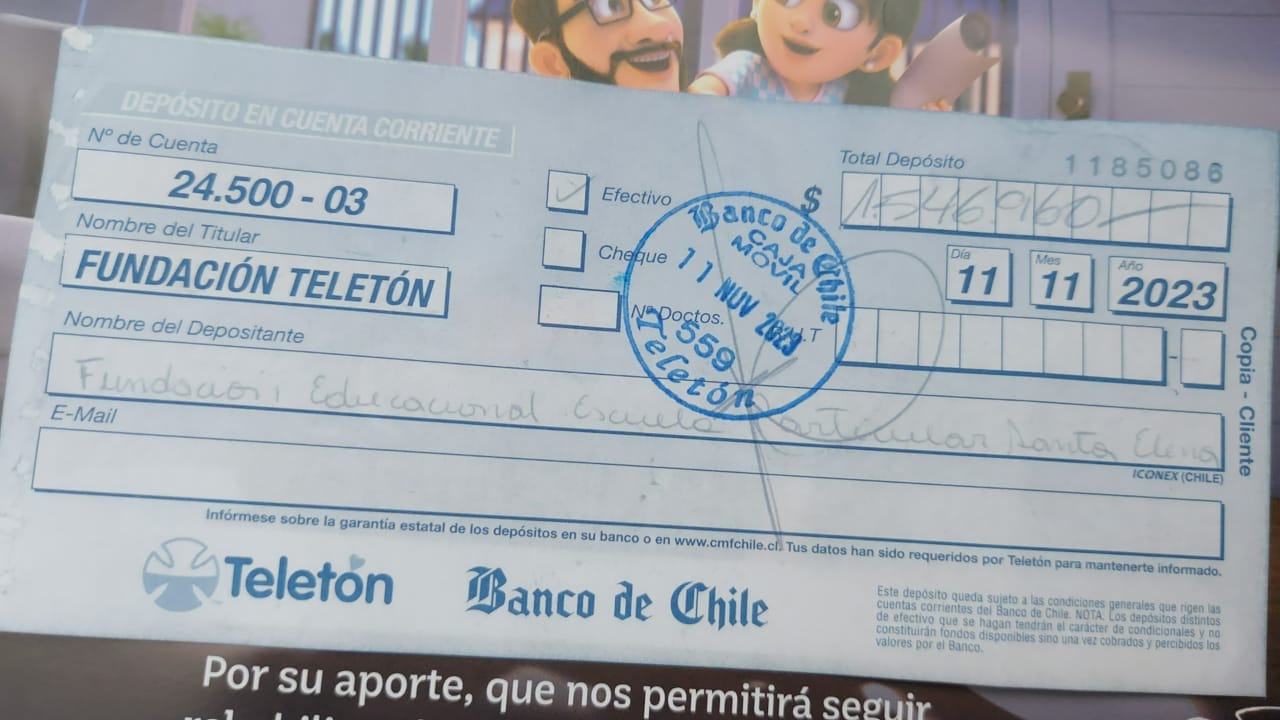 DEPÓSITO EN CUENTA CORRIENTE
Nº de Cuenta
24.500 - 03
Nombre del Titular
FUNDACIÓN TELETÓN
Efectivo
Cheque
Nº Doctos.
Total Depósito
1185086
$
1.546.960
Día
11
Mes
11
Año
2023
Banco de Chile
CAJA
MÓVIL
11 NOV 2023
559
Teletón
Nombre del Depositante
Fundación Educacional Escuela Particular Santa Elena
E-Mail
ICONEX (CHILE)
Copia - Cliente
Infórmese sobre la garantía estatal de los depósitos en su banco o en www.cmfchile.cl. Tus datos han sido requeridos por Teletón para mantenerte informado.
Teletón
Banco de Chile
Este depósito queda sujeto a las condiciones generales que rigen las
cuentas corrientes del Banco de Chile. NOTA: Los depósitos distintos
de efectivo que se hagan tendrán el carácter de condicionales y no
constituirán fondos disponibles sino una vez cobrados y percibidos los
valores por el Banco.
Por su aporte, que nos permitirá seguir